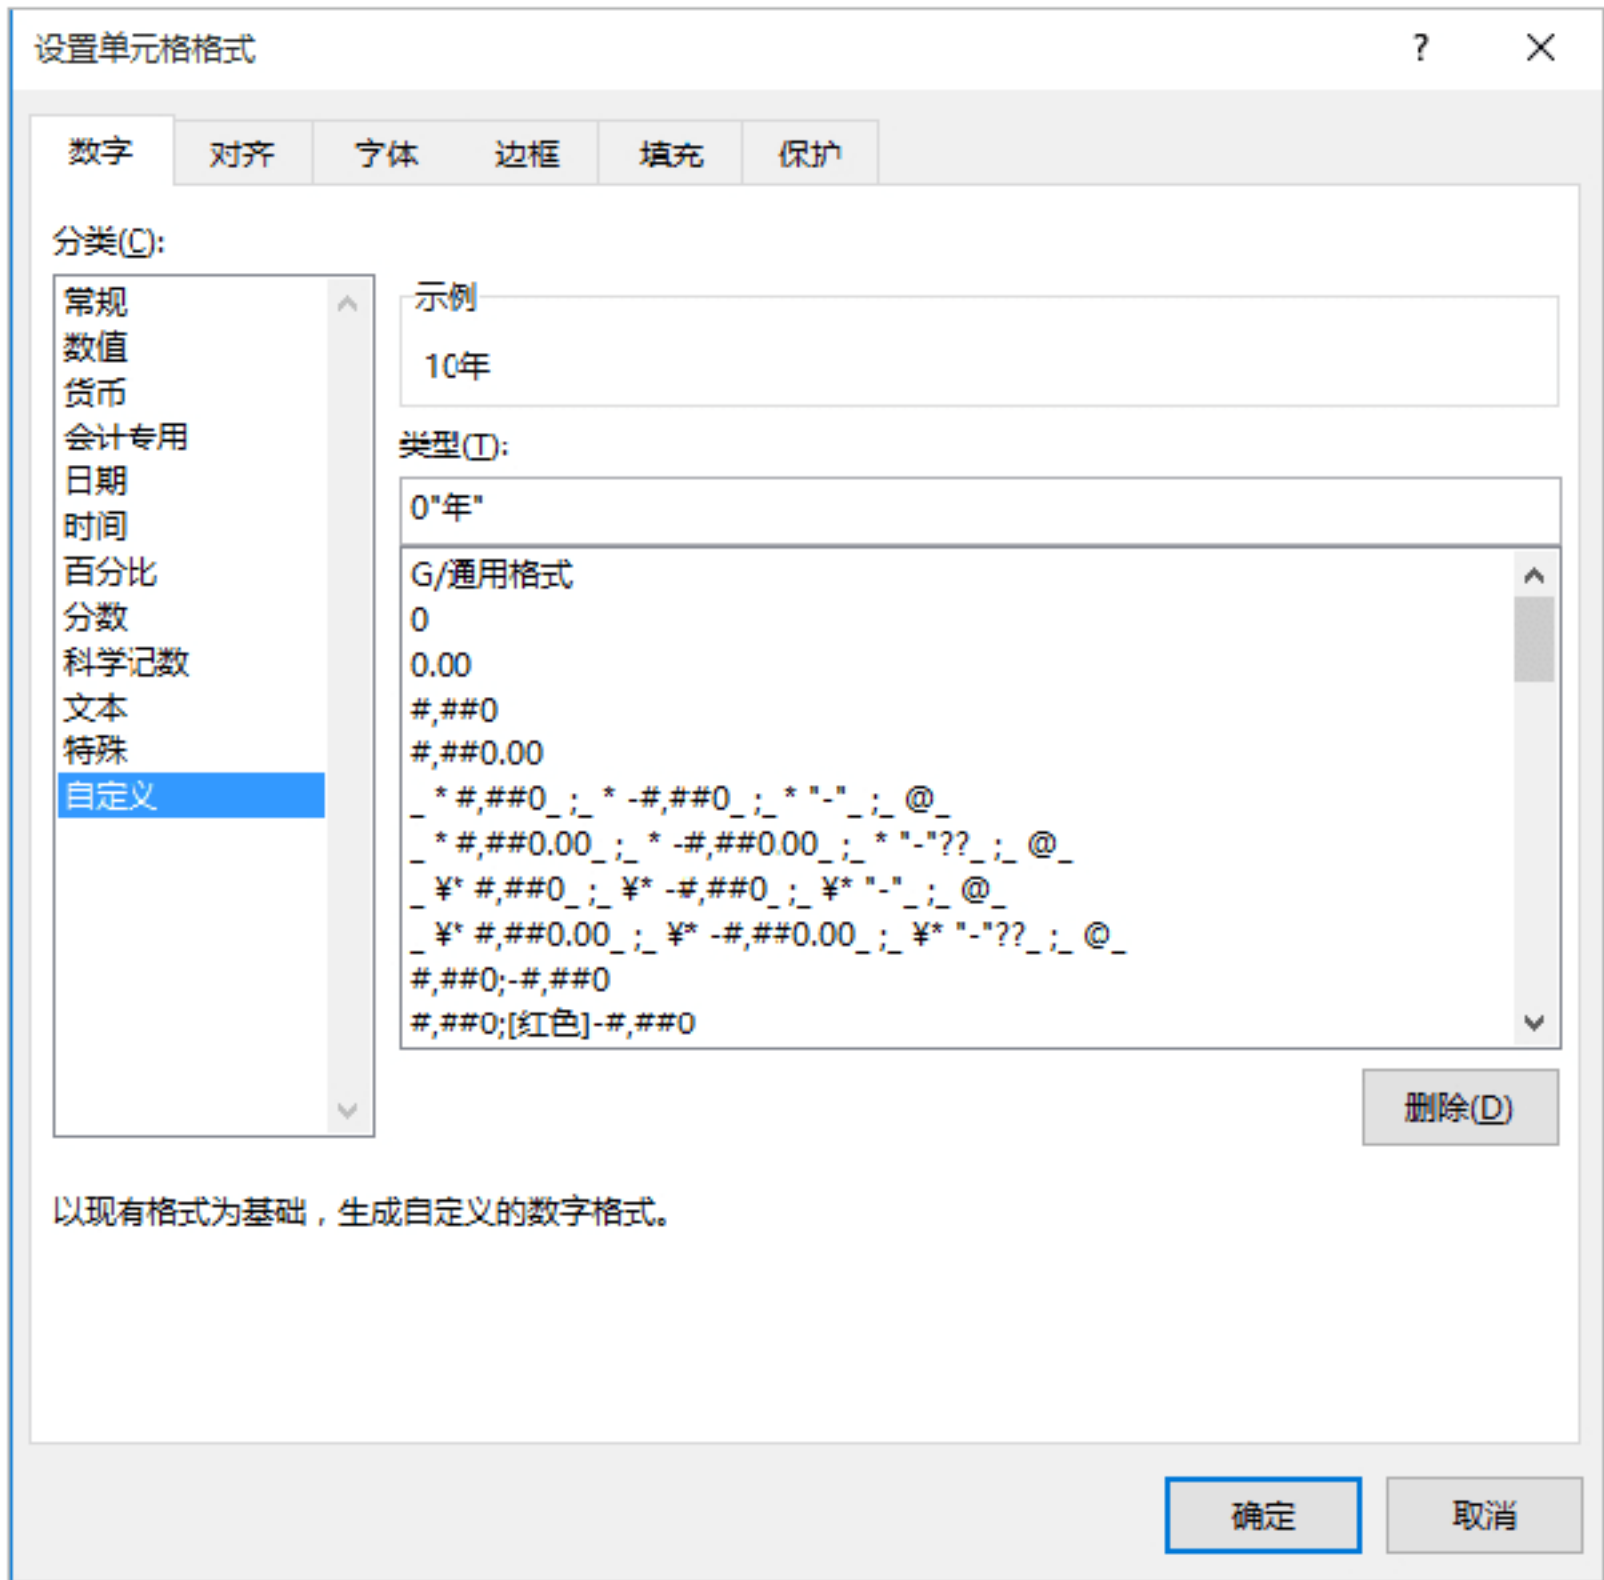 设置单元格格式 ?
数字 对齐 字体 边框 填充 保护
分类(C):
常规
数值
货币
会计专用
日期
时间
百分比
分数
科学记数
文本
特殊
自定义
示例
10年
类型(T):
0"年"
G/通用格式
0
0.00
#,##0
#,##0.00
_ * #,##0_ ;_ * -#,##0_ ;_ * "-"_ ;_ @_
_ * #,##0.00_ ;_ * -#,##0.00_ ;_ * "-"??_ ;_ @_
_ ¥* #,##0_ ;_ ¥* -#,##0_ ;_ ¥* "-"_ ;_ @_
_ ¥* #,##0.00_ ;_ ¥* -#,##0.00_ ;_ ¥* "-"??_ ;_ @_
#,##0;-#,##0
#,##0;[红色]-#,##0
删除(D)
以现有格式为基础，生成自定义的数字格式。
确定 取消